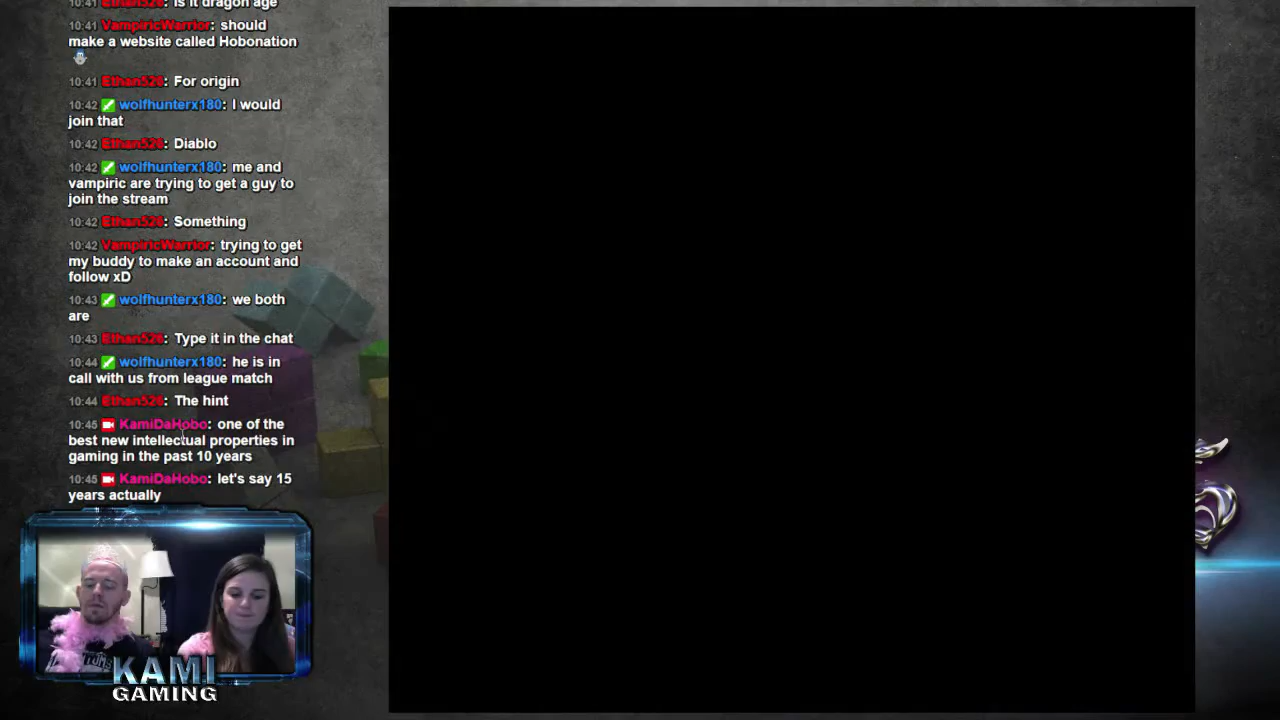 10:41 Ethan526: Is it dragon age
10:41 VampiricWarrior: should
make a website called Hobonation
10:41 Ethan526: For origin
10:42 wolfhunterx180: I would
join that
10:42 Ethan526: Diablo
10:42 wolfhunterx180: me and
vampiric are trying to get a guy to
join the stream
10:42 Ethan526: Something
10:42 VampiricWarrior: trying to get
my buddy to make an account and
follow xD
10:43 wolfhunterx180: we both
are
10:43 Ethan526: Type it in the chat
10:44 wolfhunterx180: he is in
call with us from league match
10:44 Ethan526: The hint
10:45 KamiDaHobo: one of the
best new intellectual properties in
gaming in the past 10 years
10:45 KamiDaHobo: let's say 15
years actually
KAMI
GAMING